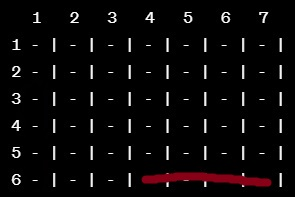 1 2 3 4 5 6 7
1 - | - | - | - | - | - | - |
2 - | - | - | - | - | - | - |
3 - | - | - | - | - | - | - |
4 - | - | - | - | - | - | - |
5 - | - | - | - | - | - | - |
6 - | - | - |